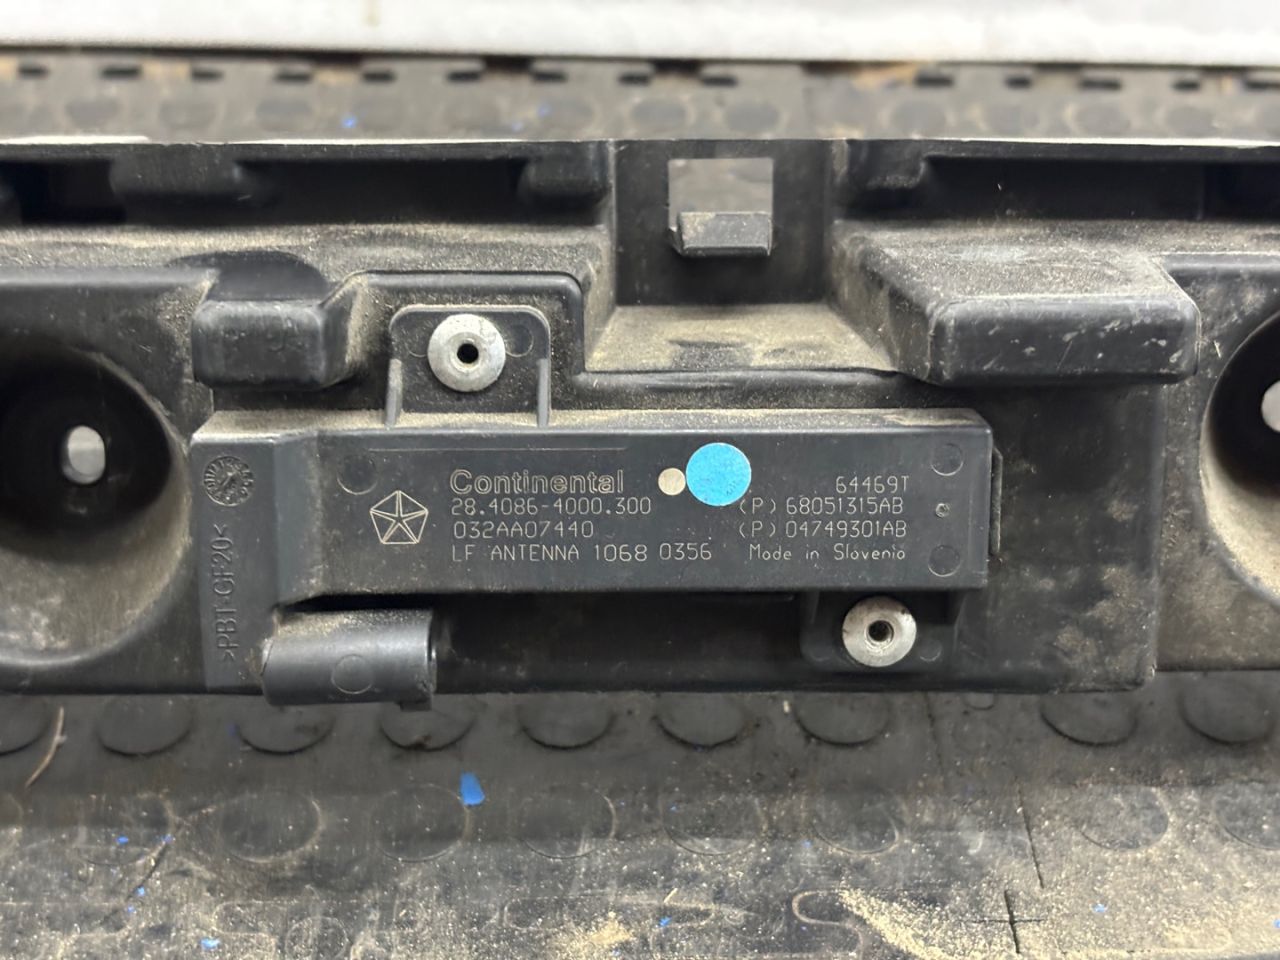 Continental
64469T
28.4086-4000.300
(P) 68051315AB
032AA07440
(P) 04749301AB
LF ANTENNA 1068 0356
Made in Slovenia
>PBT-GF20<